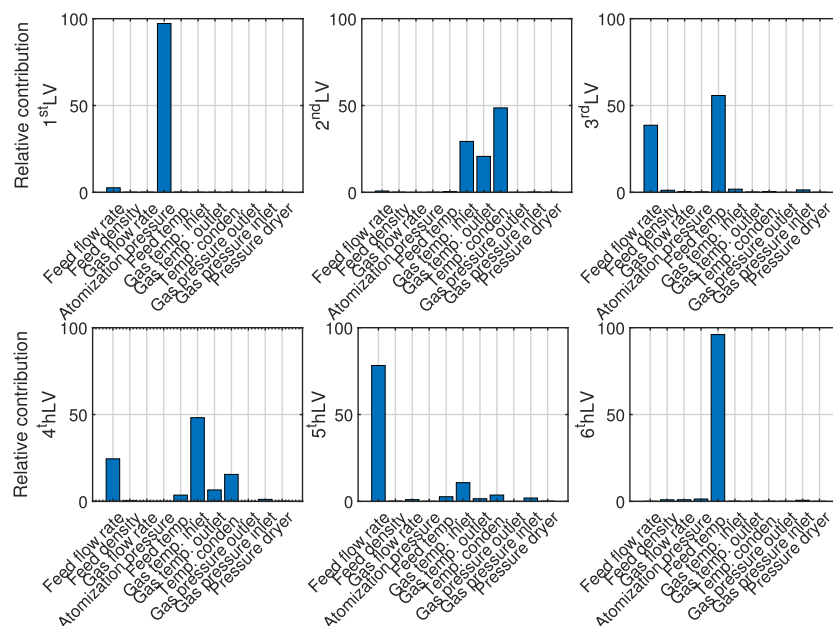 Relative contribution
1stLV
100
50
0
Feed flow rate
Feed density
Gas flow rate
Atomization pressure
Feed temp.
Gas temp. inlet
Gas temp. outlet
Temp. conden.
Gas pressure outlet
Gas pressure inlet
Pressure dryer
2ndLV
100
50
0
Feed flow rate
Feed density
Gas flow rate
Atomization pressure
Feed temp.
Gas temp. inlet
Gas temp. outlet
Temp. conden.
Gas pressure outlet
Gas pressure inlet
Pressure dryer
3rdLV
100
50
0
Feed flow rate
Feed density
Gas flow rate
Atomization pressure
Feed temp.
Gas temp. inlet
Gas temp. outlet
Temp. conden.
Gas pressure outlet
Gas pressure inlet
Pressure dryer
Relative contribution
4thLV
100
50
0
Feed flow rate
Feed density
Gas flow rate
Atomization pressure
Feed temp.
Gas temp. inlet
Gas temp. outlet
Temp. conden.
Gas pressure outlet
Gas pressure inlet
Pressure dryer
5thLV
100
50
0
Feed flow rate
Feed density
Gas flow rate
Atomization pressure
Feed temp.
Gas temp. inlet
Gas temp. outlet
Temp. conden.
Gas pressure outlet
Gas pressure inlet
Pressure dryer
6thLV
100
50
0
Feed flow rate
Feed density
Gas flow rate
Atomization pressure
Feed temp.
Gas temp. inlet
Gas temp. outlet
Temp. conden.
Gas pressure outlet
Gas pressure inlet
Pressure dryer